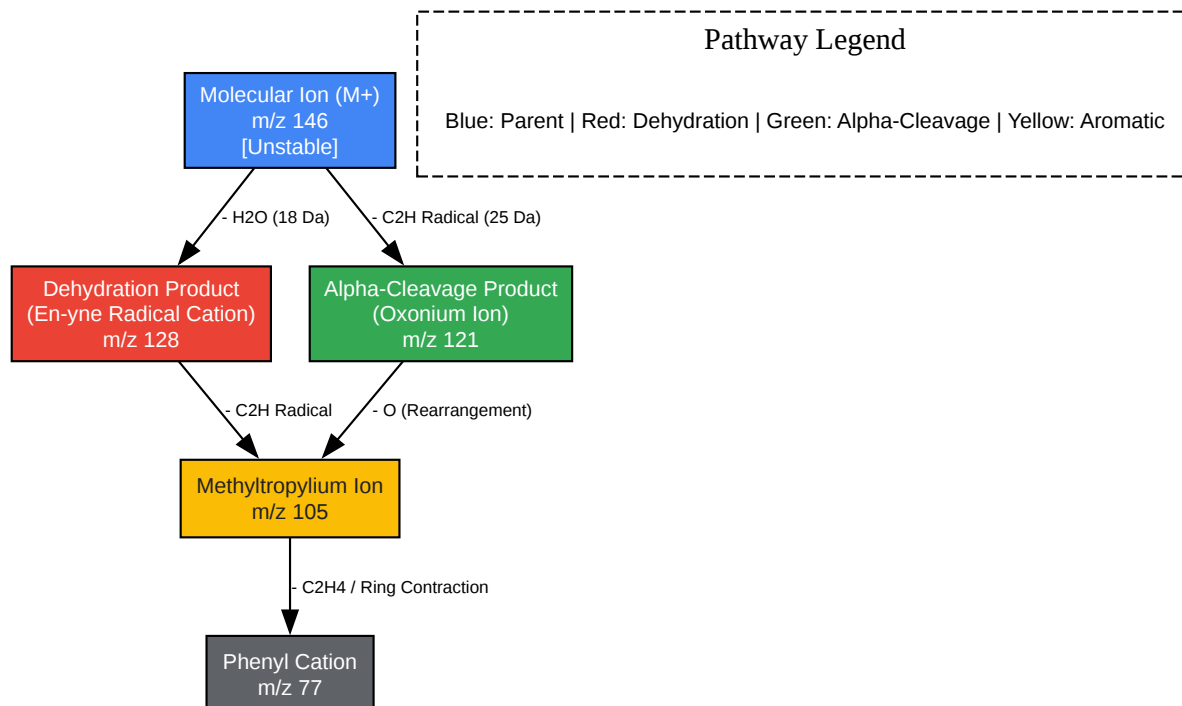 Pathway Legend
Blue: Parent | Red: Dehydration | Green: Alpha-Cleavage | Yellow: Aromatic
Molecular Ion (M+)
m/z 146
[Unstable]
- H2O (18 Da)
- C2H Radical (25 Da)
Dehydration Product
(En-yne Radical Cation)
m/z 128
Alpha-Cleavage Product
(Oxonium Ion)
m/z 121
- C2H Radical
- O (Rearrangement)
Methyltropylium Ion
m/z 105
- C2H4 / Ring Contraction
Phenyl Cation
m/z 77